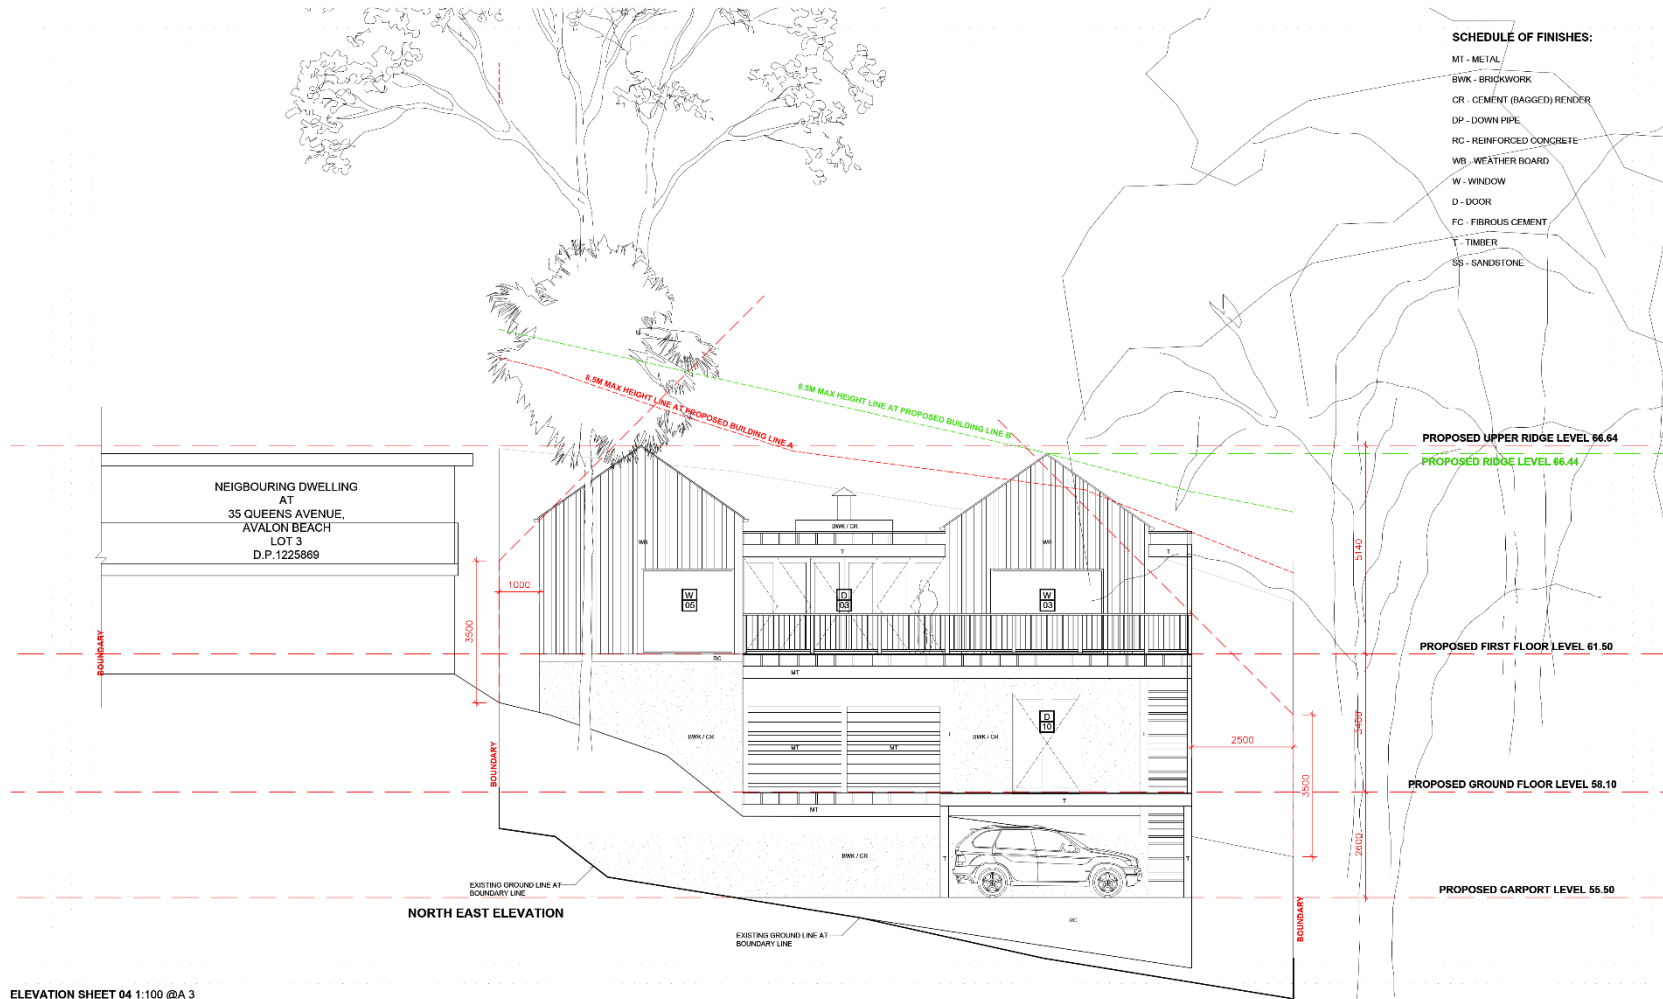 SCHEDULE OF FINISHES:
MT - METAL
BWK - BRICKWORK
CR - CEMENT (BAGGED) RENDER
DP - DOWN PIPE
RC - REINFORCED CONCRETE
WB - WEATHER BOARD
W - WINDOW
D - DOOR
FC - FIBROUS CEMENT
T - TIMBER
SS - SANDSTONE
8.5M MAX HEIGHT LINE AT PROPOSED BUILDING LINE A
8.5M MAX HEIGHT LINE AT PROPOSED BUILDING LINE B
PROPOSED UPPER RIDGE LEVEL 66.64
PROPOSED RIDGE LEVEL 66.44
NEIGBOURING DWELLING
AT
35 QUEENS AVENUE,
AVALON BEACH
LOT 3
D.P.1225869
BWK / CR
WB
T
WB
T
5140
1000
W
05
D
03
W
03
3500
BOUNDARY
PROPOSED FIRST FLOOR LEVEL 61.50
RC
MT
D
10
3400
BWK / CR
MT
MT
BWK / CR
2500
BOUNDARY
3500
PROPOSED GROUND FLOOR LEVEL 58.10
MT
T
2600
BWK / CR
T
T
EXISTING GROUND LINE AT
BOUNDARY LINE
PROPOSED CARPORT LEVEL 55.50
NORTH EAST ELEVATION
RC
BOUNDARY
EXISTING GROUND LINE AT
BOUNDARY LINE
ELEVATION SHEET 04 1:100 @A 3